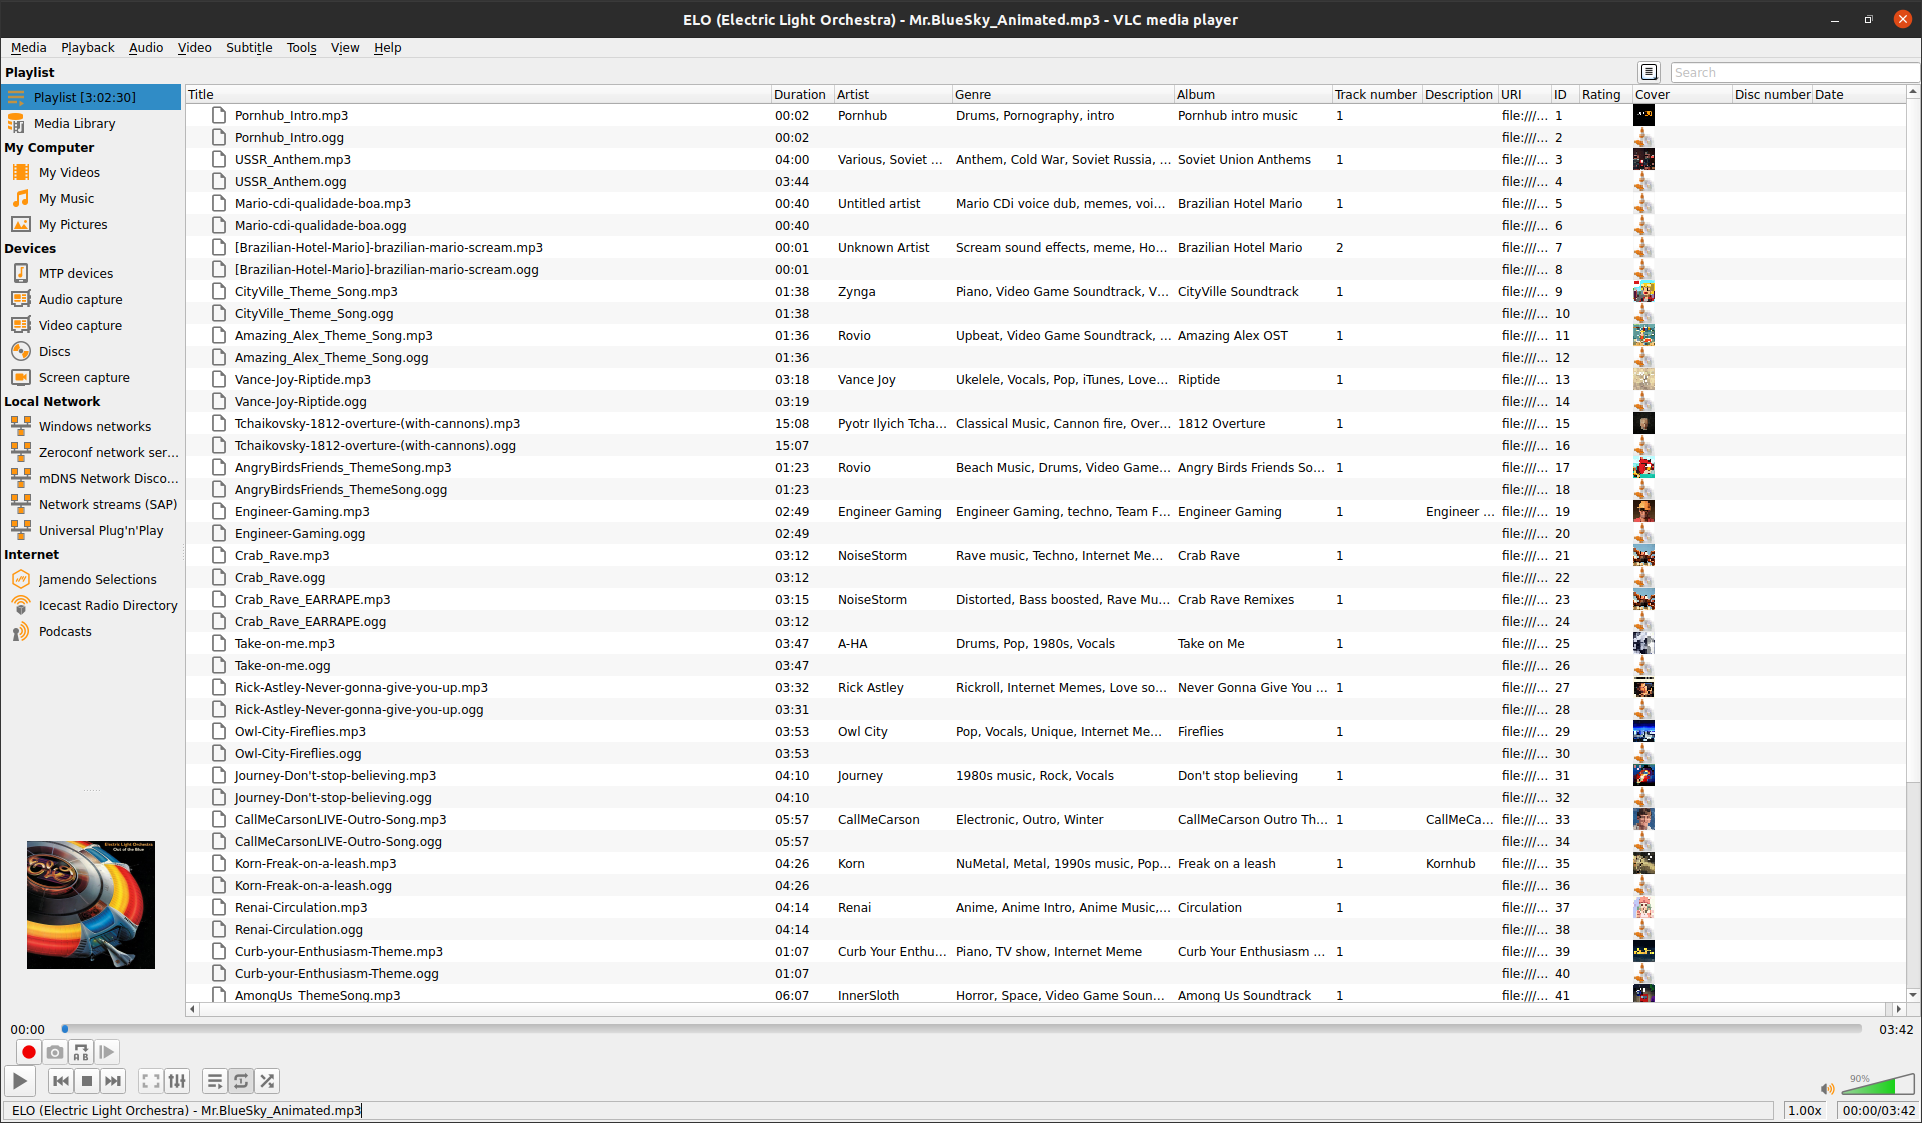 ELO (Electric Light Orchestra) - Mr.BlueSky_Animated.mp3 - VLC media player
Media Playback Audio Video Subtitle Tools View Help
Playlist
Search
Playlist [3:02:30]
Media Library
My Computer
My Videos
My Music
My Pictures
Devices
MTP devices
Audio capture
Video capture
Discs
Screen capture
Local Network
Windows networks
Zeroconf network ser...
mDNS Network Disco...
Network streams (SAP)
Universal Plug'n'Play
Internet
Jamendo Selections
Icecast Radio Directory
Podcasts
Electric Light Orchestra
Out of the Blue
Title Duration Artist Genre Album Track number Description URI ID Rating Cover Disc number Date
Pornhub_Intro.mp3 00:02 Pornhub Drums, Pornography, intro Pornhub intro music 1 file:///... 1
Pornhub_Intro.ogg 00:02 file:///... 2
USSR_Anthem.mp3 04:00 Various, Soviet ... Anthem, Cold War, Soviet Russia, ... Soviet Union Anthems 1 file:///... 3
USSR_Anthem.ogg 03:44 file:///... 4
Mario-cdi-qualidade-boa.mp3 00:40 Untitled artist Mario CDi voice dub, memes, voi... Brazilian Hotel Mario 1 file:///... 5
Mario-cdi-qualidade-boa.ogg 00:40 file:///... 6
[Brazilian-Hotel-Mario]-brazilian-mario-scream.mp3 00:01 Unknown Artist Scream sound effects, meme, Ho... Brazilian Hotel Mario 2 file:///... 7
[Brazilian-Hotel-Mario]-brazilian-mario-scream.ogg 00:01 file:///... 8
CityVille_Theme_Song.mp3 01:38 Zynga Piano, Video Game Soundtrack, V... CityVille Soundtrack 1 file:///... 9
CityVille_Theme_Song.ogg 01:38 file:///... 10
Amazing_Alex_Theme_Song.mp3 01:36 Rovio Upbeat, Video Game Soundtrack, ... Amazing Alex OST 1 file:///... 11
Amazing_Alex_Theme_Song.ogg 01:36 file:///... 12
Vance-Joy-Riptide.mp3 03:18 Vance Joy Ukelele, Vocals, Pop, iTunes, Love... Riptide 1 file:///... 13
Vance-Joy-Riptide.ogg 03:19 file:///... 14
Tchaikovsky-1812-overture-(with-cannons).mp3 15:08 Pyotr Ilyich Tcha... Classical Music, Cannon fire, Over... 1812 Overture 1 file:///... 15
Tchaikovsky-1812-overture-(with-cannons).ogg 15:07 file:///... 16
AngryBirdsFriends_ThemeSong.mp3 01:23 Rovio Beach Music, Drums, Video Game... Angry Birds Friends So... 1 file:///... 17
AngryBirdsFriends_ThemeSong.ogg 01:23 file:///... 18
Engineer-Gaming.mp3 02:49 Engineer Gaming Engineer Gaming, techno, Team F... Engineer Gaming 1 Engineer ... file:///... 19
Engineer-Gaming.ogg 02:49 file:///... 20
Crab_Rave.mp3 03:12 NoiseStorm Rave music, Techno, Internet Me... Crab Rave 1 file:///... 21
Crab_Rave.ogg 03:12 file:///... 22
Crab_Rave_EARRAPE.mp3 03:15 NoiseStorm Distorted, Bass boosted, Rave Mu... Crab Rave Remixes 1 file:///... 23
Crab_Rave_EARRAPE.ogg 03:12 file:///... 24
Take-on-me.mp3 03:47 A-HA Drums, Pop, 1980s, Vocals Take on Me 1 file:///... 25
Take-on-me.ogg 03:47 file:///... 26
Rick-Astley-Never-gonna-give-you-up.mp3 03:32 Rick Astley Rickroll, Internet Memes, Love so... Never Gonna Give You ... 1 file:///... 27
Rick-Astley-Never-gonna-give-you-up.ogg 03:31 file:///... 28
Owl-City-Fireflies.mp3 03:53 Owl City Pop, Vocals, Unique, Internet Me... Fireflies 1 file:///... 29
Owl-City-Fireflies.ogg 03:53 file:///... 30
Journey-Don't-stop-believing.mp3 04:10 Journey 1980s music, Rock, Vocals Don't stop believing 1 file:///... 31
Journey-Don't-stop-believing.ogg 04:10 file:///... 32
CallMeCarsonLIVE-Outro-Song.mp3 05:57 CallMeCarson Electronic, Outro, Winter CallMeCarson Outro Th... 1 CallMeCa... file:///... 33
CallMeCarsonLIVE-Outro-Song.ogg 05:57 file:///... 34
Korn-Freak-on-a-leash.mp3 04:26 Korn NuMetal, Metal, 1990s music, Pop... Freak on a leash 1 Kornhub file:///... 35
Korn-Freak-on-a-leash.ogg 04:26 file:///... 36
Renai-Circulation.mp3 04:14 Renai Anime, Anime Intro, Anime Music,... Circulation 1 file:///... 37
Renai-Circulation.ogg 04:14 file:///... 38
Curb-your-Enthusiasm-Theme.mp3 01:07 Curb Your Enthu... Piano, TV show, Internet Meme Curb Your Enthusiasm ... 1 file:///... 39
Curb-your-Enthusiasm-Theme.ogg 01:07 file:///... 40
AmongUs_ThemeSong.mp3 06:07 InnerSloth Horror, Space, Video Game Soun... Among Us Soundtrack 1 file:///... 41
00:00 03:42
A B
90%
ELO (Electric Light Orchestra) - Mr.BlueSky_Animated.mp3 1.00x 00:00/03:42